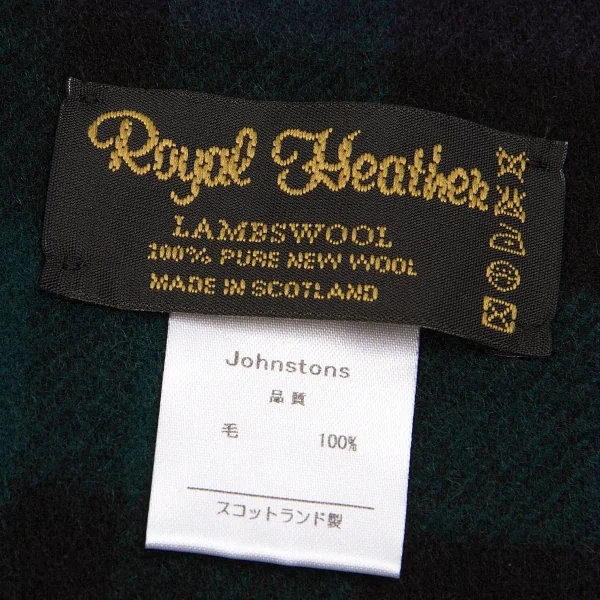 Royal Heather
LAMBSWOOL
100% PURE NEW WOOL
MADE IN SCOTLAND
Johnstons
品質
毛 100%
スコットランド製